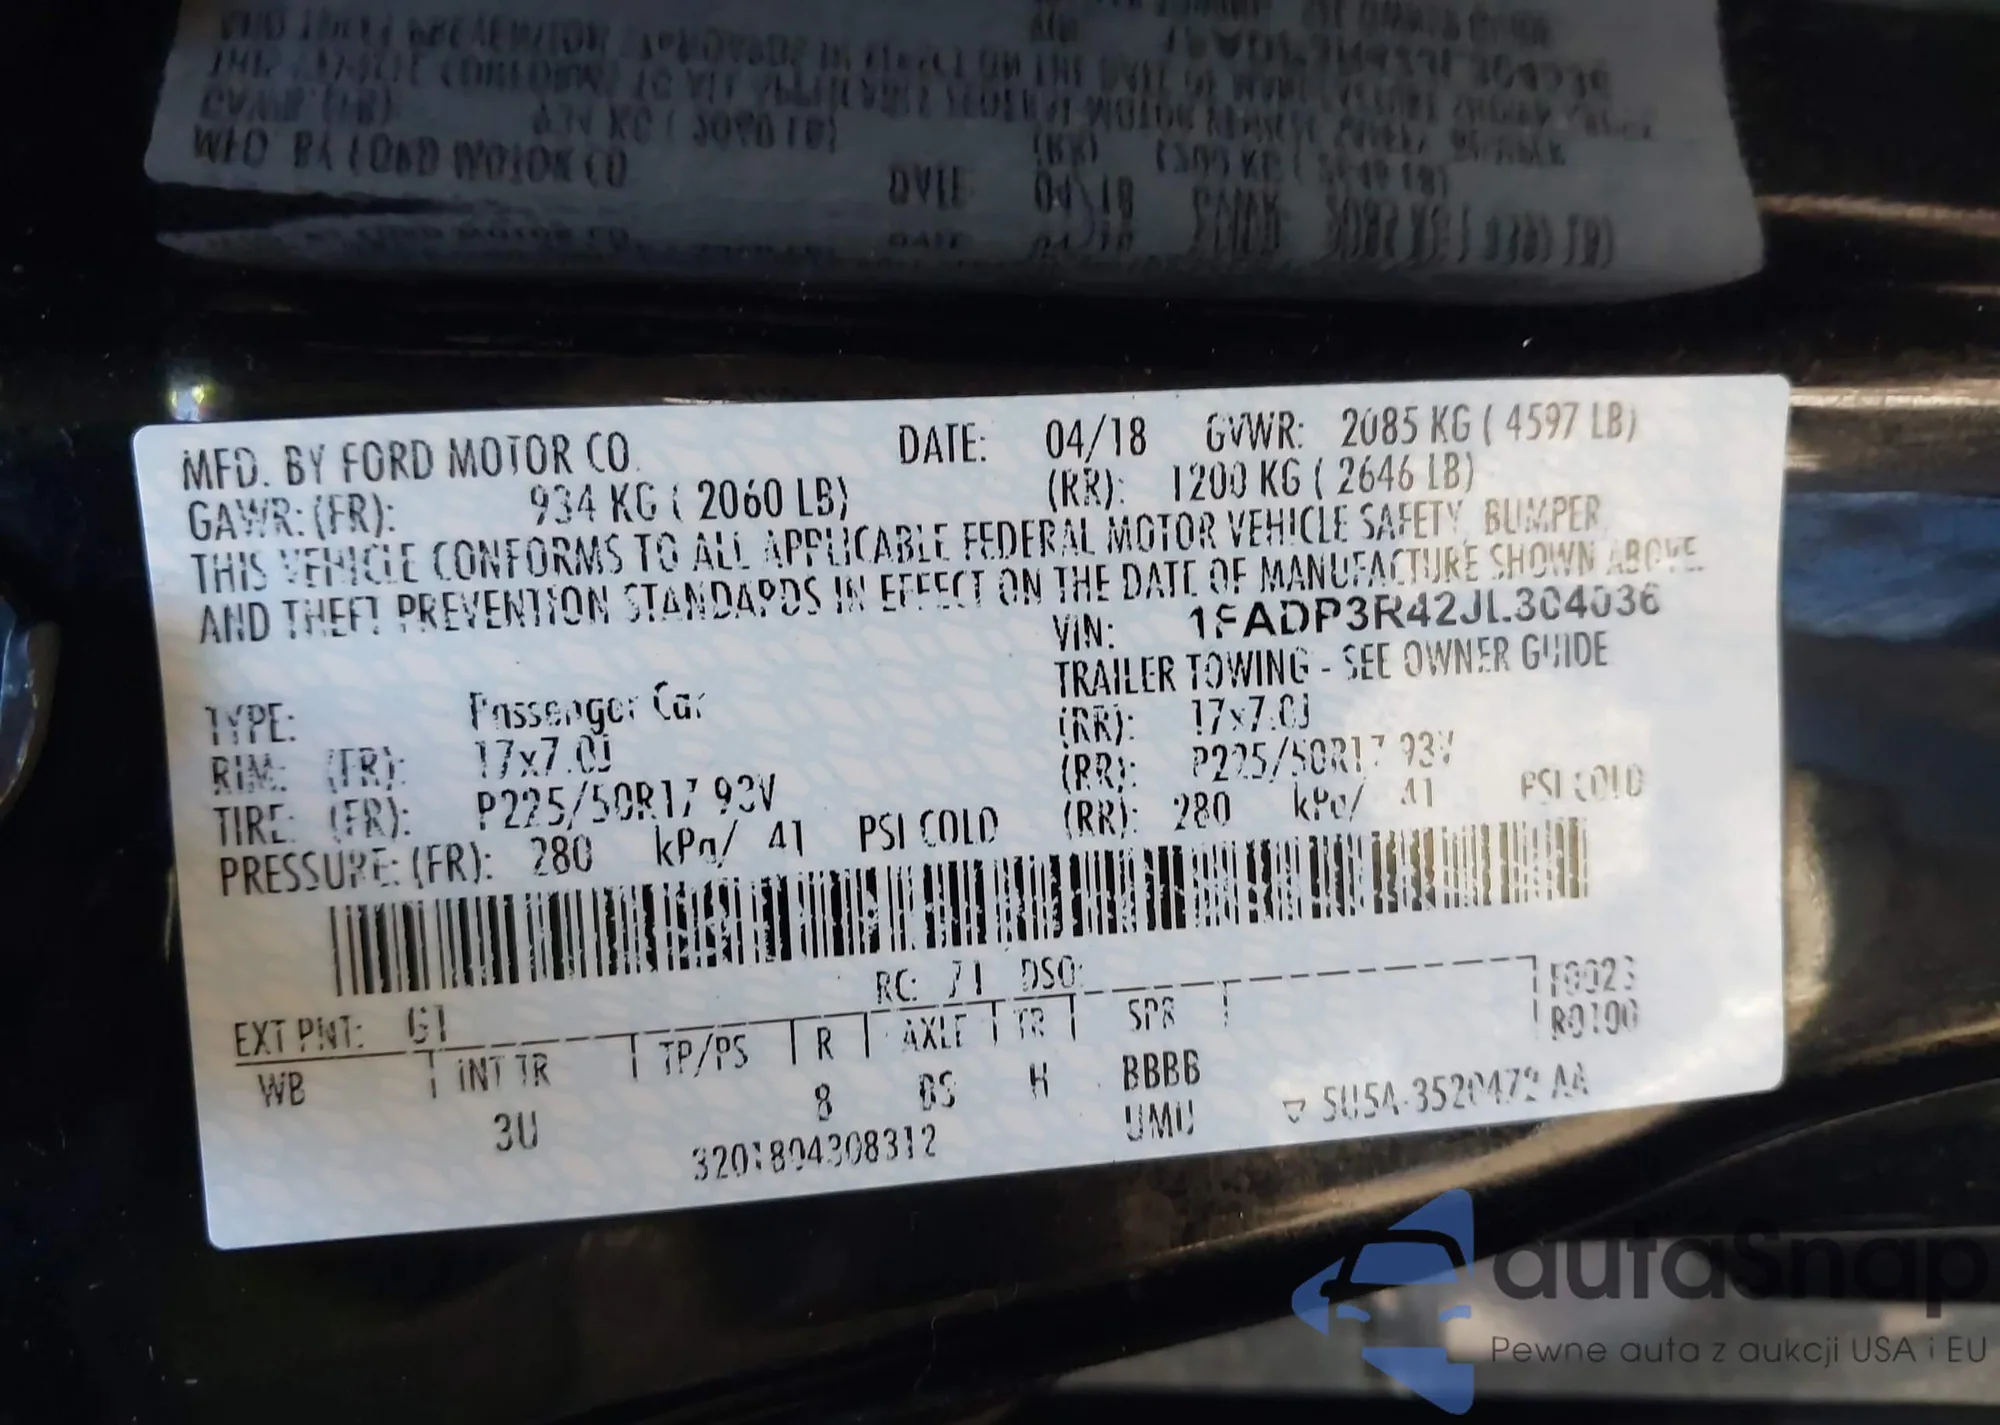 MFD. BY FORD MOTOR CO. DATE: 04/18 GVWR: 2085 KG ( 4597 LB)
GAWR: (FR): 934 KG ( 2060 LB) (RR): 1200 KG ( 2646 LB)
THIS VEHICLE CONFORMS TO ALL APPLICABLE FEDERAL MOTOR VEHICLE SAFETY, BUMPER,
AND THEFT PREVENTION STANDARDS IN EFFECT ON THE DATE OF MANUFACTURE SHOWN ABOVE.
VIN: 1FADP3R42JL304036
TRAILER TOWING - SEE OWNER GUIDE
TYPE: Passenger Car
RIM: (FR): 17x7.0J (RR): 17x7.0J
TIRE: (FR): P225/50R17 93V (RR): P225/50R17 93V
PRESSURE: (FR): 280 kPa/ 41 PSI COLD (RR): 280 kPa/ 41 PSI COLD
RC: 71 DSO:
EXT PNT: G1 F0023
WB INT TR TP/PS R AXLE TR SPR R0100
3U 8 H BBBB
3201804308312 UMU 5U5A-3520472 AA
autaSnap
Pewne auta z aukcji USA i EU